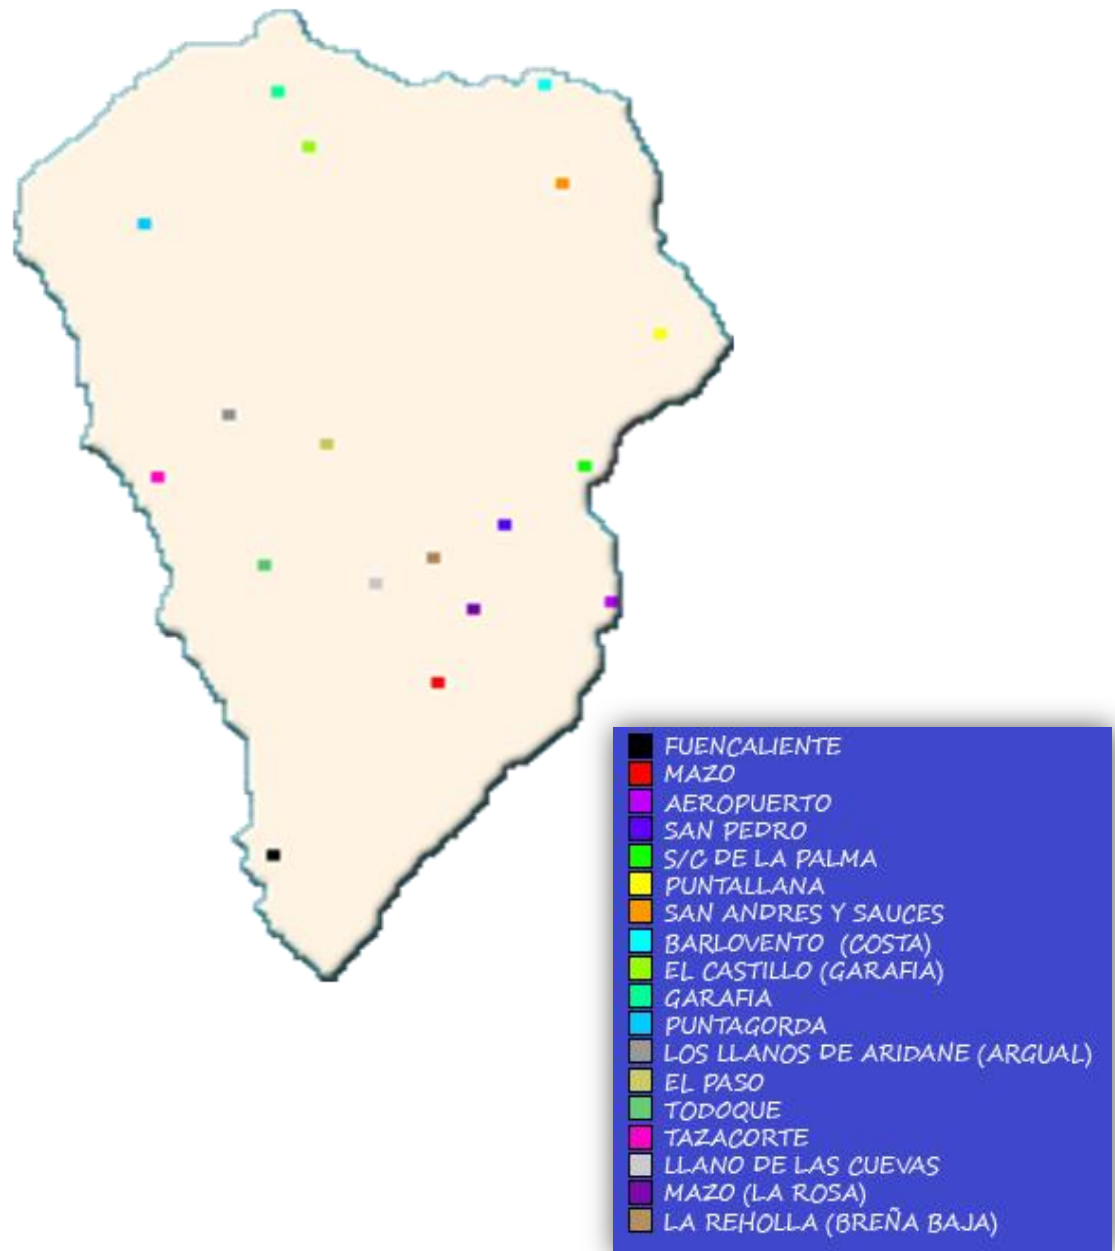 FUENCALIENTE
MAZO
AEROPUERTO
SAN PEDRO
S/C DE LA PALMA
PUNTALLANA
SAN ANDRES Y SAUCES
BARLOVENTO (COSTA)
EL CASTILLO (GARAFIA)
GARAFIA
PUNTAGORDA
LOS LLANOS DE ARIDANE (ARGUAL)
EL PASO
TODOQUE
TAZACORTE
LLANO DE LAS CUEVAS
MAZO (LA ROSA)
LA REHOLLA (BREÑA BAJA)